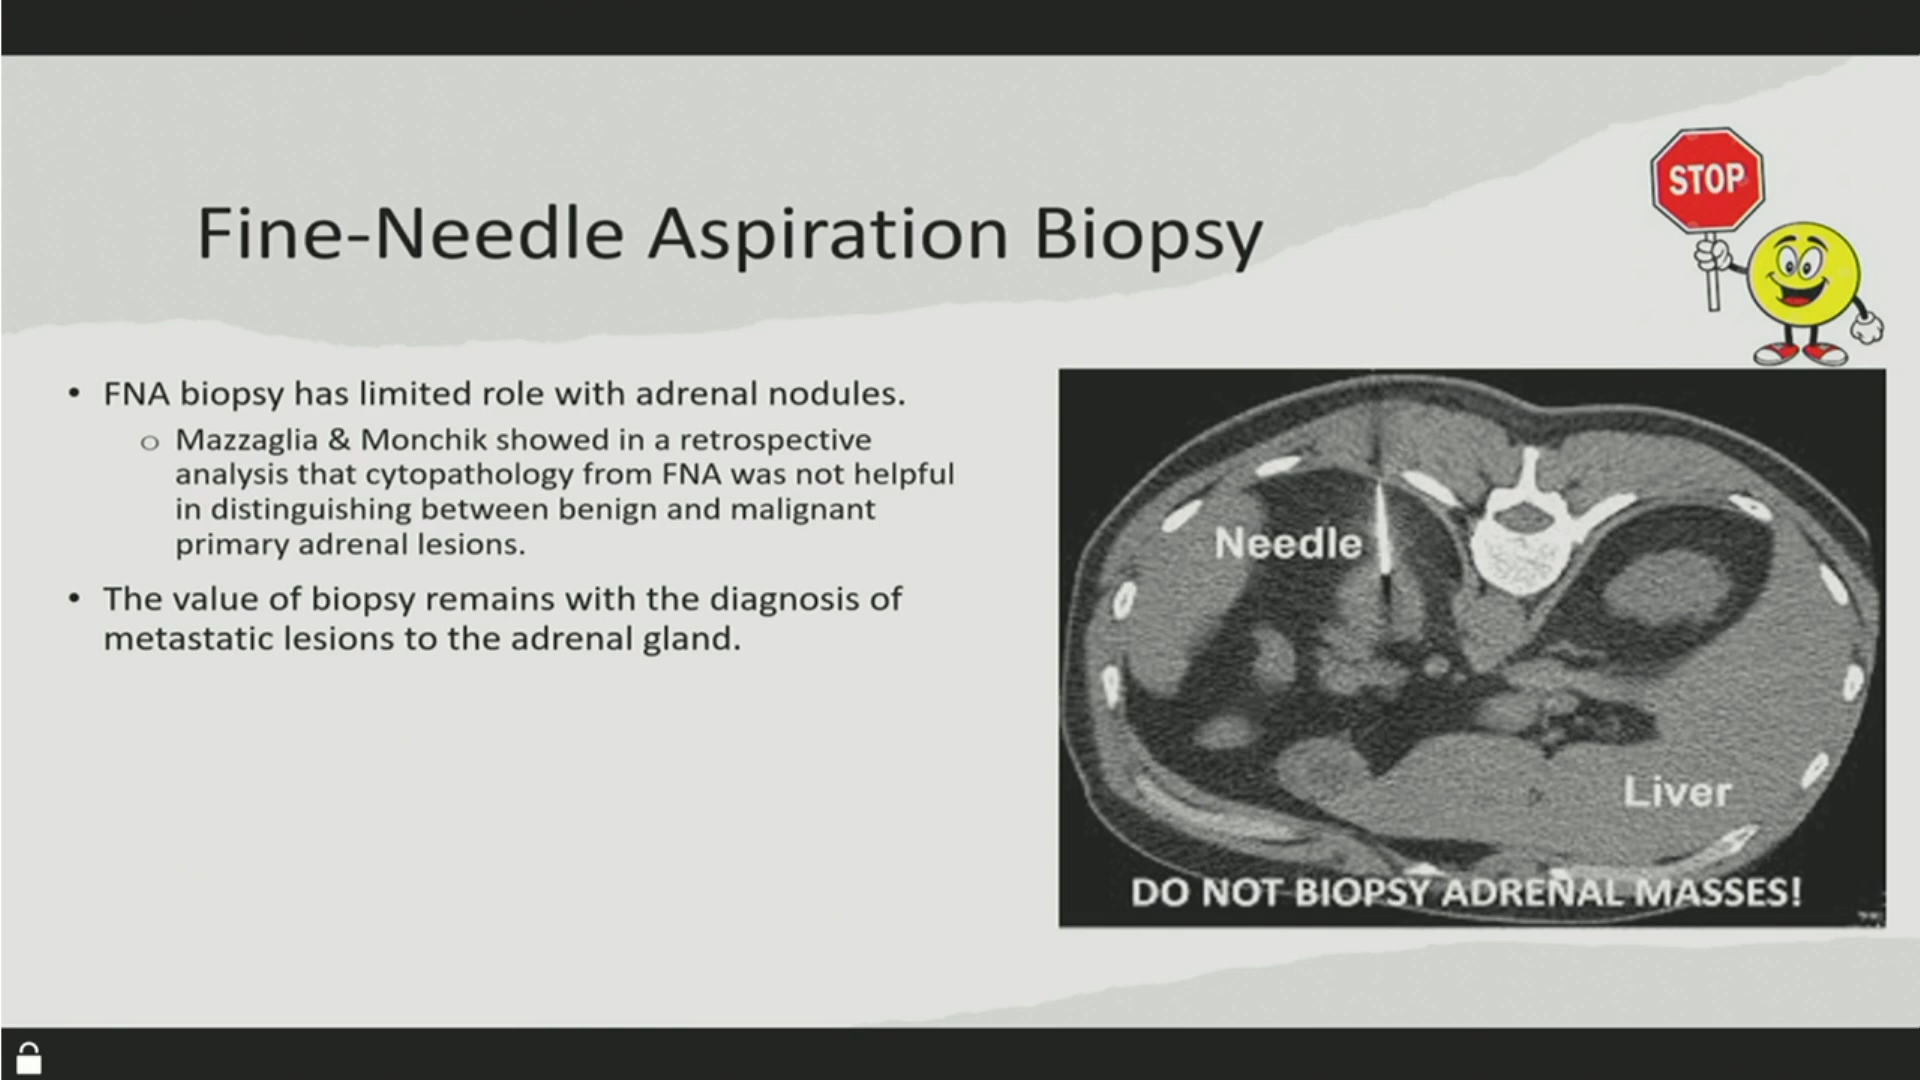 STOP
Fine-Needle Aspiration Biopsy
• FNA biopsy has limited role with adrenal nodules.
o Mazzaglia & Monchik showed in a retrospective
analysis that cytopathology from FNA was not helpful
in distinguishing between benign and malignant
primary adrenal lesions.
• The value of biopsy remains with the diagnosis of
metastatic lesions to the adrenal gland.
Needle
Liver
DO NOT BIOPSY ADRENAL MASSES!